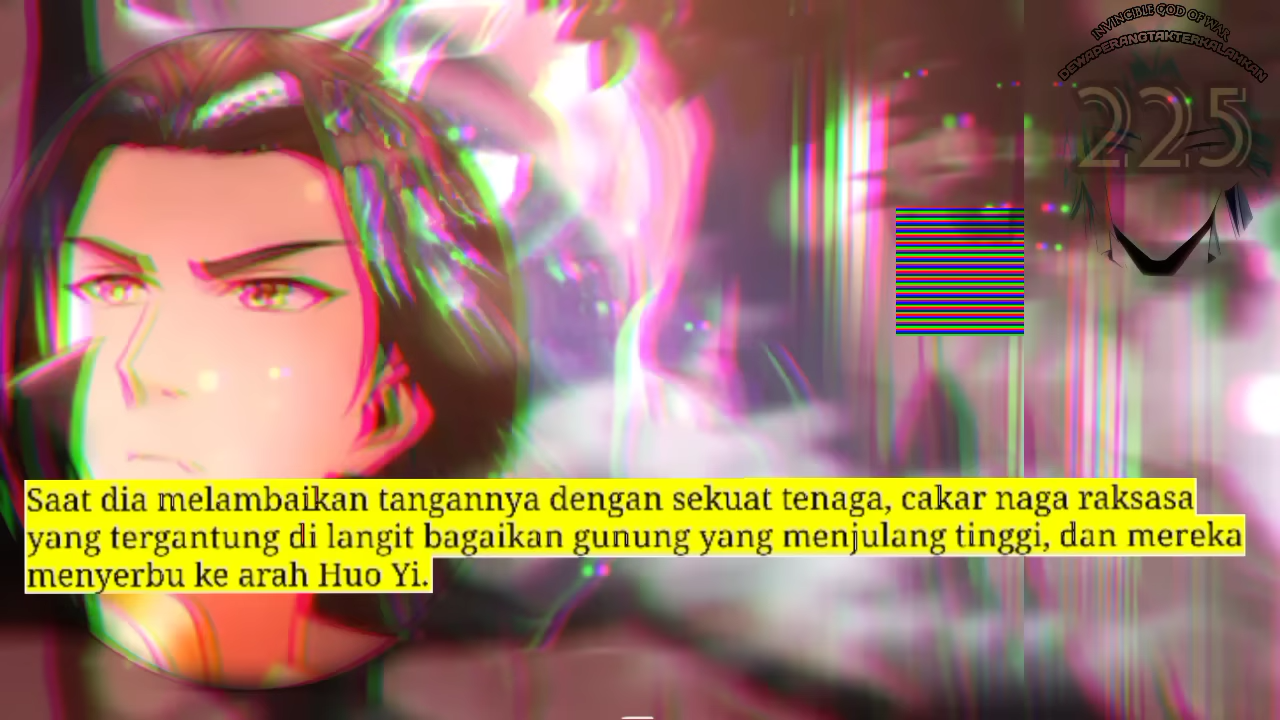 INVINCIBLE GOD OF WAR
DEWAPERANGTAKTERKALAHKAN
225
Saat dia melambaikan tangannya dengan sekuat tenaga, cakar naga raksasa
yang tergantung di langit bagaikan gunung yang menjulang tinggi, dan mereka
menyerbu ke arah Huo Yi.